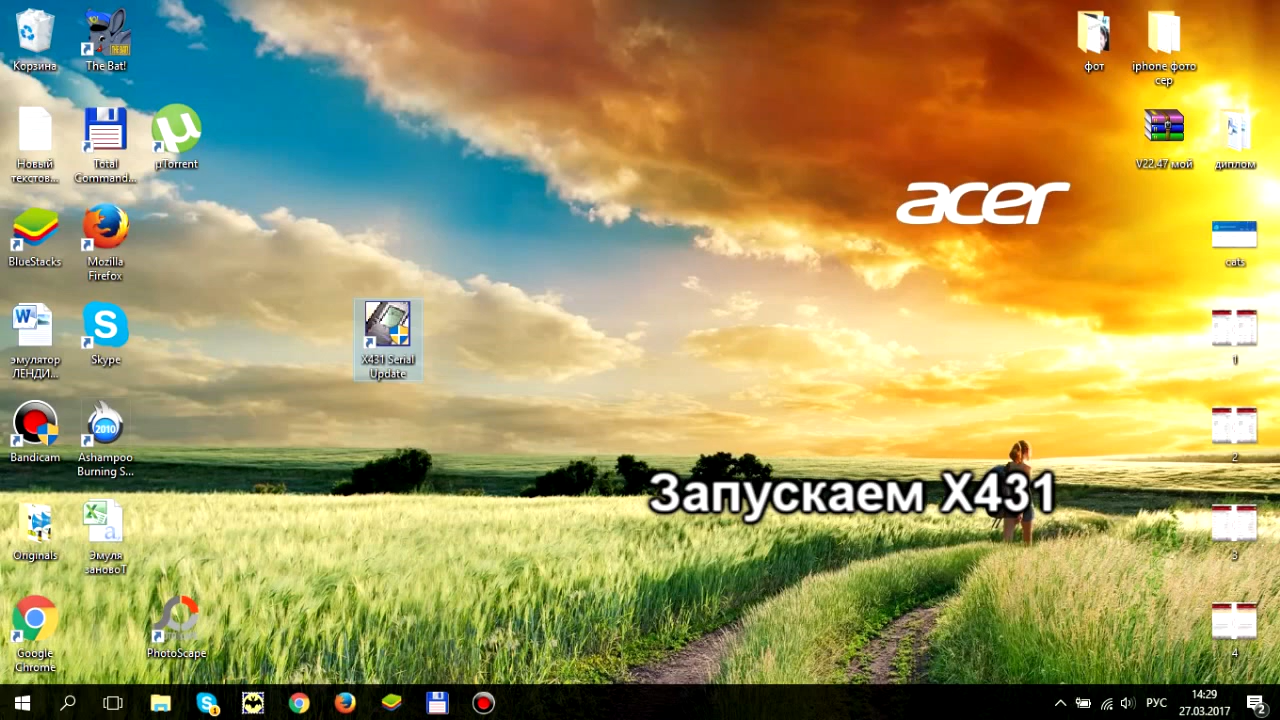 Корзина
The Bat!
фот
iphone фото
сер
Новый
текстов...
Total
Command...
µTorrent
V22,47 мой
диплом
acer
BlueStacks
Mozilla
Firefox
cats
эмулятор
ЛЕНДИ...
Skype
X431 Serial
Update
1
Bandicam
2010
Ashampoo
Burning S...
2
Запускаем X431
Originals
Эмуля
зановоТ
3
Google
Chrome
PhotoScape
4
РУС
14:29
27.03.2017
2